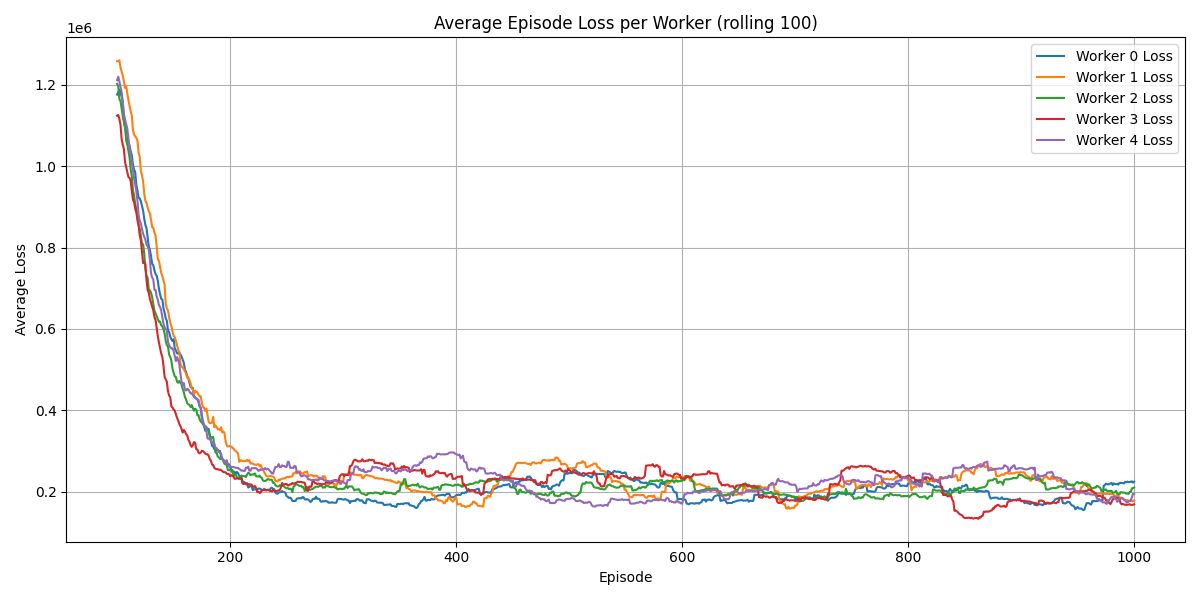 Average Episode Loss per Worker (rolling 100)
1e6
Worker 0 Loss
Worker 1 Loss
Worker 2 Loss
Worker 3 Loss
Worker 4 Loss
1.2
1.0
0.8
0.6
0.4
0.2
Average Loss
200
400
600
800
1000
Episode